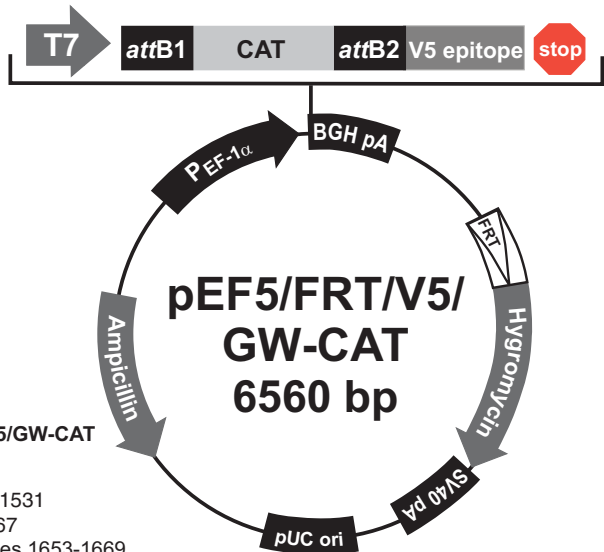 T7 attB1 CAT attB2 V5 epitope stop
PEF-1α
BGH pA
FRT
pEF5/FRT/V5/
GW-CAT
6560 bp
Ampicillin
Hygromycin
SV40 pA
pUC ori
5/GW-CAT
1531
67
es 1653-1669